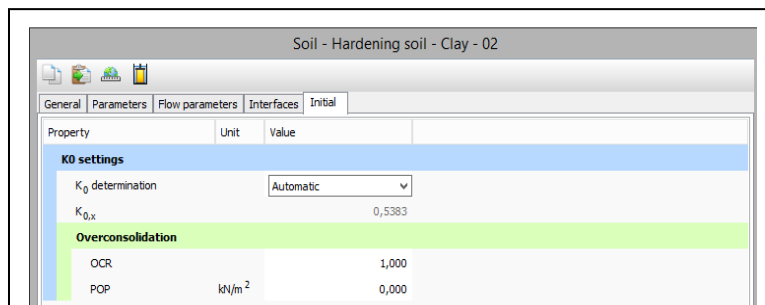 Soil - Hardening soil - Clay - 02
General Parameters Flow parameters Interfaces Initial
Property Unit Value
K0 settings
K₀ determination Automatic
K₀,ₓ 0,5383
Overconsolidation
OCR 1,000
POP kN/m² 0,000